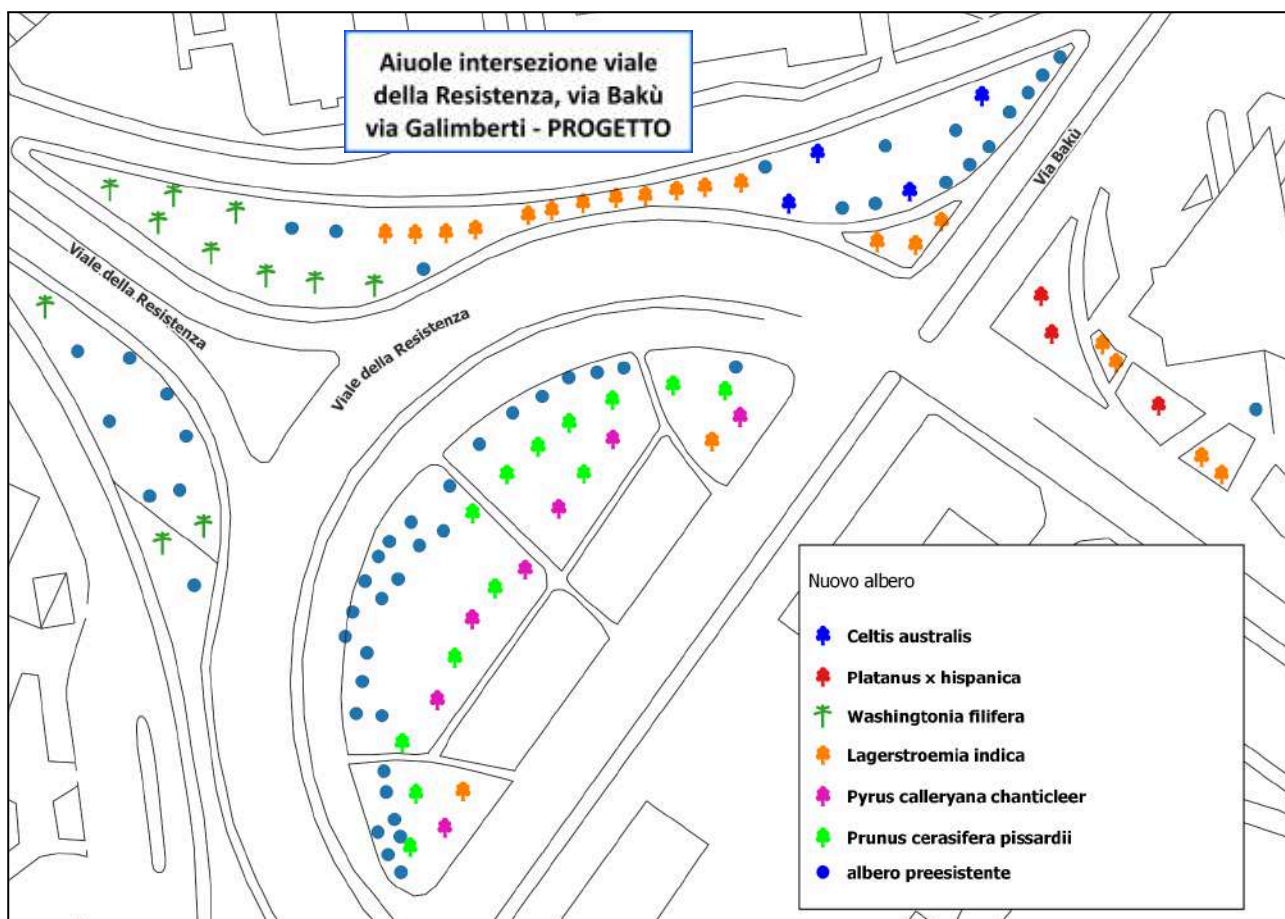 Aiuole intersezione viale
della Resistenza, via Bakù
via Galimberti - PROGETTO
Via Bakù
Viale della Resistenza
Viale della Resistenza
Nuovo albero
Celtis australis
Platanus x hispanica
Washingtonia filifera
Lagerstroemia indica
Pyrus calleryana chanticleer
Prunus cerasifera pissardii
albero preesistente